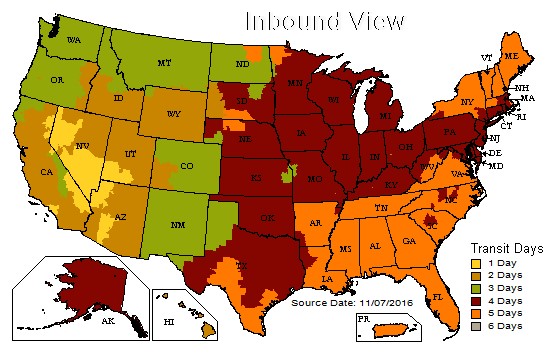 Inbound View
WA
MT
ND
MN
VT
ME
OR
ID
SD
WI
MI
NY
NH
MA
WY
NE
IA
RI
CT
NV
UT
CO
IL
IN
OH
PA
NJ
DE
MD
CA
KS
MO
KY
WV
VA
AZ
NM
OK
AR
TN
NC
SC
TX
LA
MS
AL
GA
FL
AK
HI
PR
Source Date: 11/07/2016
Transit Days
1 Day
2 Days
3 Days
4 Days
5 Days
6 Days